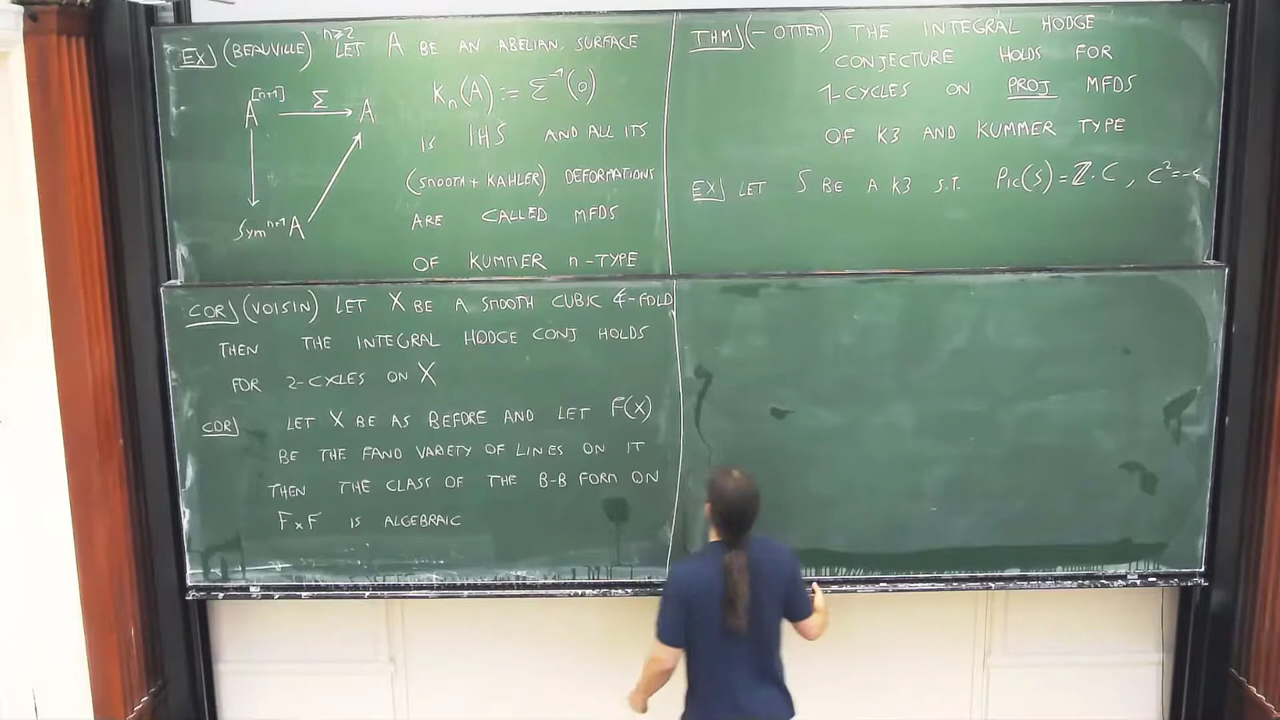 EX (BEAUVILLE) n≥2 LET A BE AN ABELIAN SURFACE
A^[n+1] Σ→ A
K_n(A) := Σ^{-1}(0)
IS IHS AND ALL ITS
(SMOOTH + KAHLER) DEFORMATIONS
ARE CALLED MFDS
Sym^{n+1} A
OF KUMMER n-TYPE
THM (- OTTEM) THE INTEGRAL HODGE
CONJECTURE HOLDS FOR
1-CYCLES ON PROJ MFDS
OF K3 AND KUMMER TYPE
EX LET S BE A K3 S.T. Pic(S) = ℤ·C, C²=-
COR (VOISIN) LET X BE A SMOOTH CUBIC 4-FOLD
THEN THE INTEGRAL HODGE CONJ HOLDS
FOR 2-CYCLES ON X
COR LET X BE AS BEFORE AND LET F(X)
BE THE FANO VARIETY OF LINES ON IT
THEN THE CLASS OF THE B-B FORM ON
F×F IS ALGEBRAIC